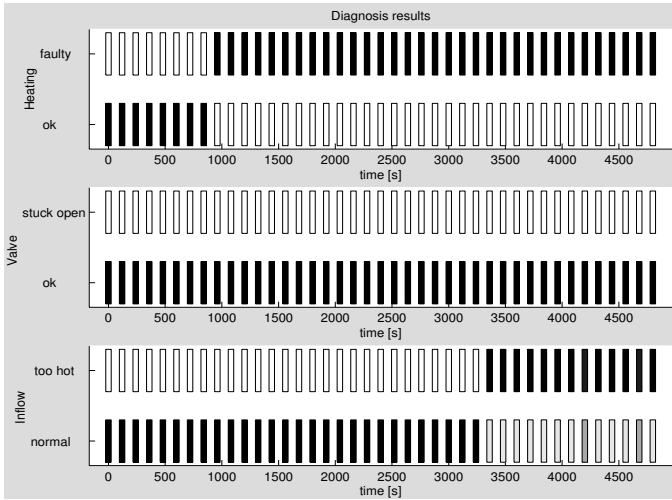 Diagnosis results
faulty
Heating
ok
0 500 1000 1500 2000 2500 3000 3500 4000 4500
time [s]
stuck open
Valve
ok
0 500 1000 1500 2000 2500 3000 3500 4000 4500
time [s]
too hot
Inflow
normal
0 500 1000 1500 2000 2500 3000 3500 4000 4500
time [s]